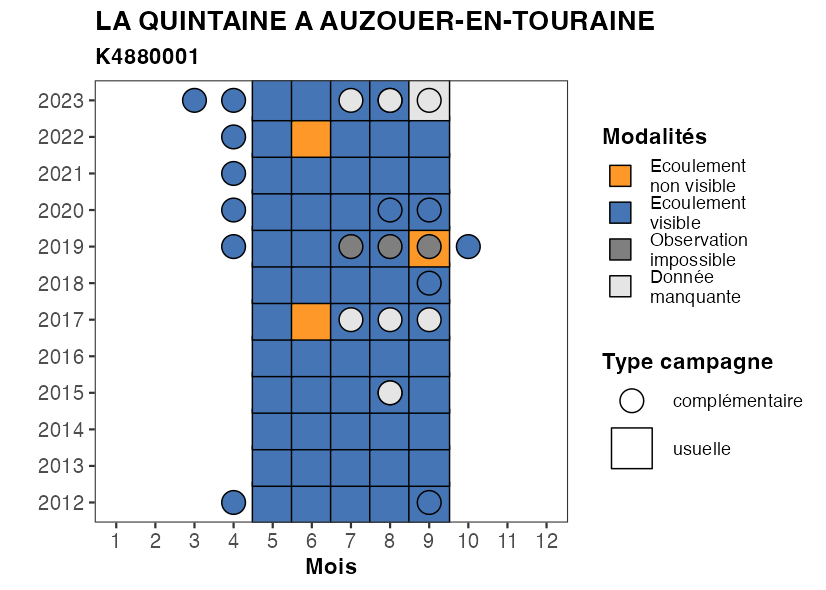 LA QUINTAINE A AUZOUER-EN-TOURAINE
K4880001
2023
2022
2021
2020
2019
2018
2017
2016
2015
2014
2013
2012
1 2 3 4 5 6 7 8 9 10 11 12
Mois
Modalités
Ecoulement
non visible
Ecoulement
visible
Observation
impossible
Donnée
manquante
Type campagne
complémentaire
usuelle